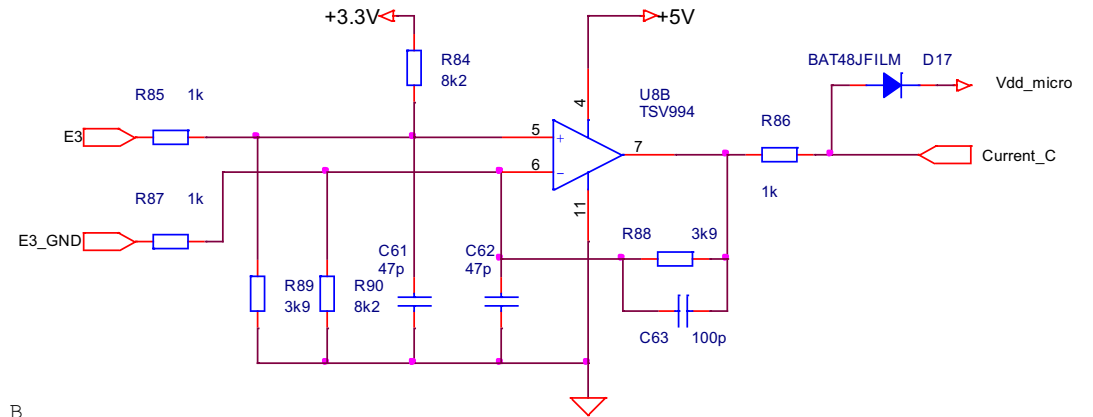 +3.3V
+5V
R84
8k2
BAT48JFILM
D17
Vdd_micro
R85
1k
4
U8B
TSV994
E3
5
+
7
R86
1k
Current_C
6
−
R87
1k
11
E3_GND
R88
3k9
C61
47p
C62
47p
R89
3k9
R90
8k2
C63
100p
B